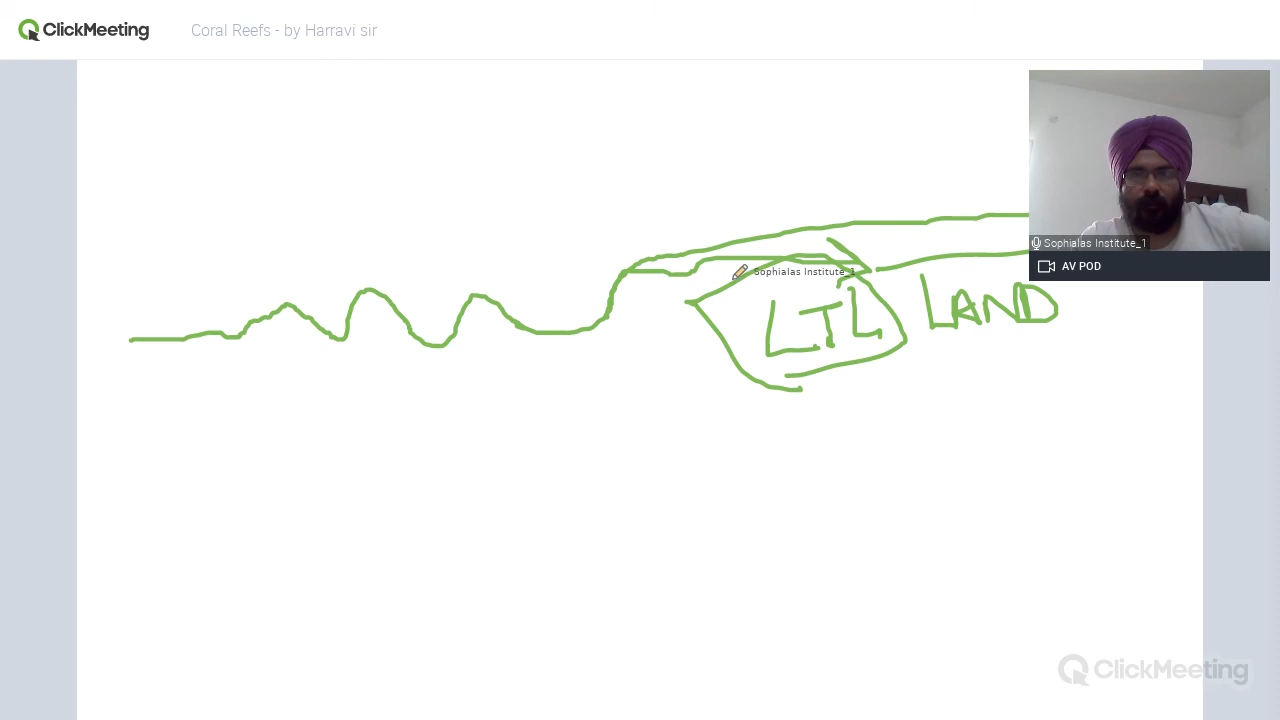 ClickMeeting Coral Reefs - by Harravi sir
Sophialas Institute_1
AV POD
Sophialas Institute_1
LTL LAND
ClickMeeting